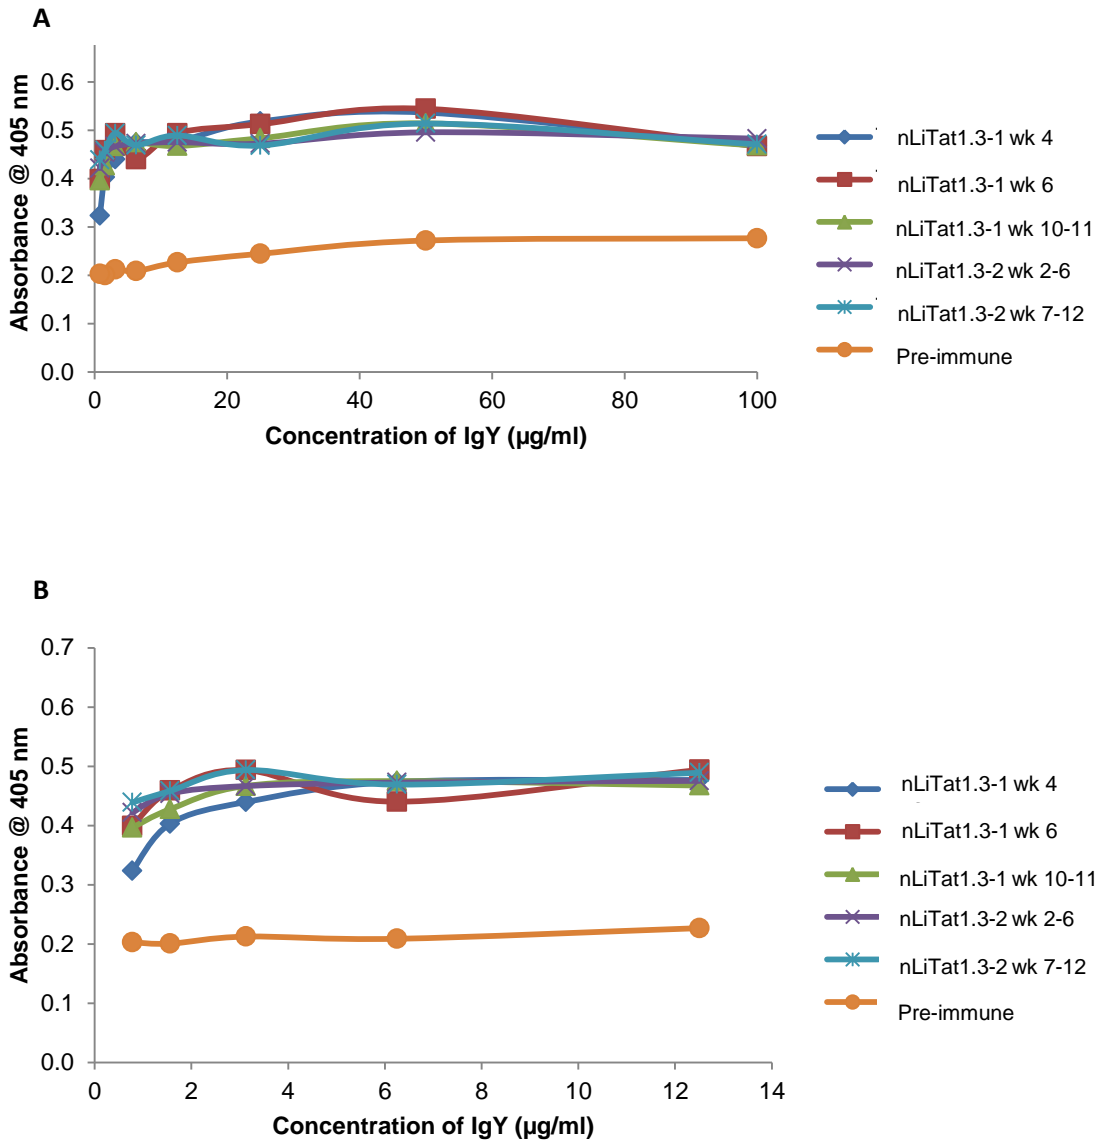 A
Absorbance @ 405 nm
0.6
0.5
0.4
0.3
0.2
0.1
0.0
0 20 40 60 80 100
Concentration of IgY (µg/ml)
nLiTat1.3-1 wk 4
nLiTat1.3-1 wk 6
nLiTat1.3-1 wk 10-11
nLiTat1.3-2 wk 2-6
nLiTat1.3-2 wk 7-12
Pre-immune
B
Absorbance @ 405 nm
0.7
0.6
0.5
0.4
0.3
0.2
0.1
0.0
0 2 4 6 8 10 12 14
Concentration of IgY (µg/ml)
nLiTat1.3-1 wk 4
nLiTat1.3-1 wk 6
nLiTat1.3-1 wk 10-11
nLiTat1.3-2 wk 2-6
nLiTat1.3-2 wk 7-12
Pre-immune